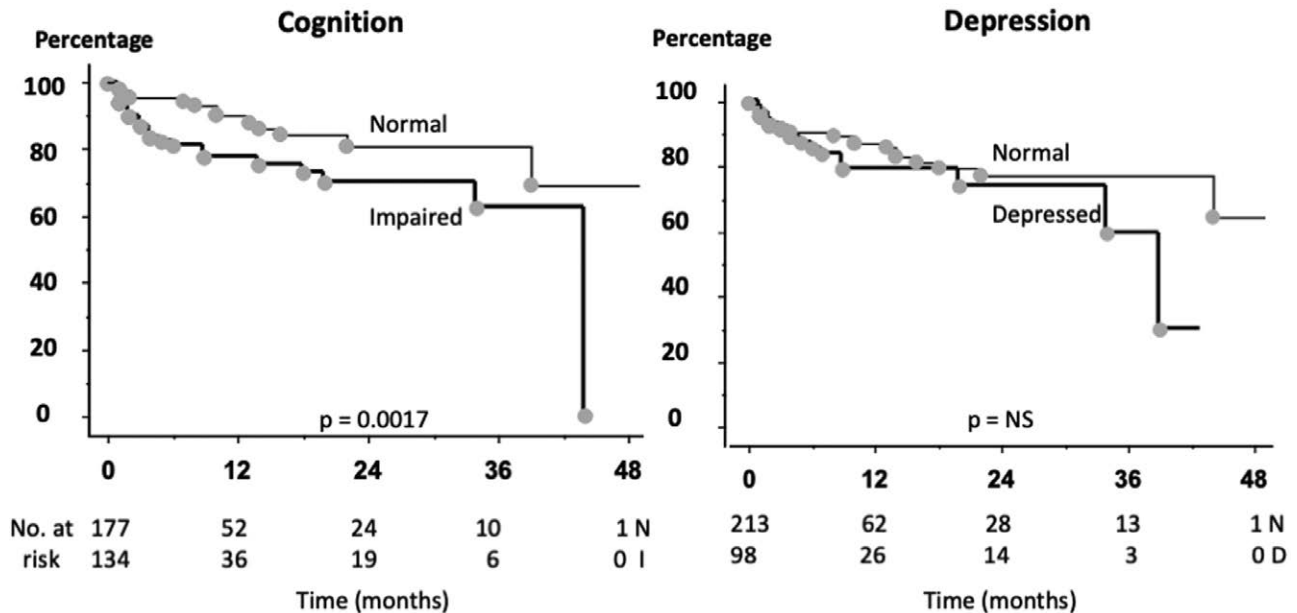 Cognition
Percentage
100
80
60
40
20
0
Normal
Impaired
p = 0.0017
0 12 24 36 48
No. at 177 52 24 10 1 N
risk 134 36 19 6 0 I
Time (months)
Depression
Percentage
100
80
60
40
20
0
Normal
Depressed
p = NS
0 12 24 36 48
213 62 28 13 1 N
98 26 14 3 0 D
Time (months)